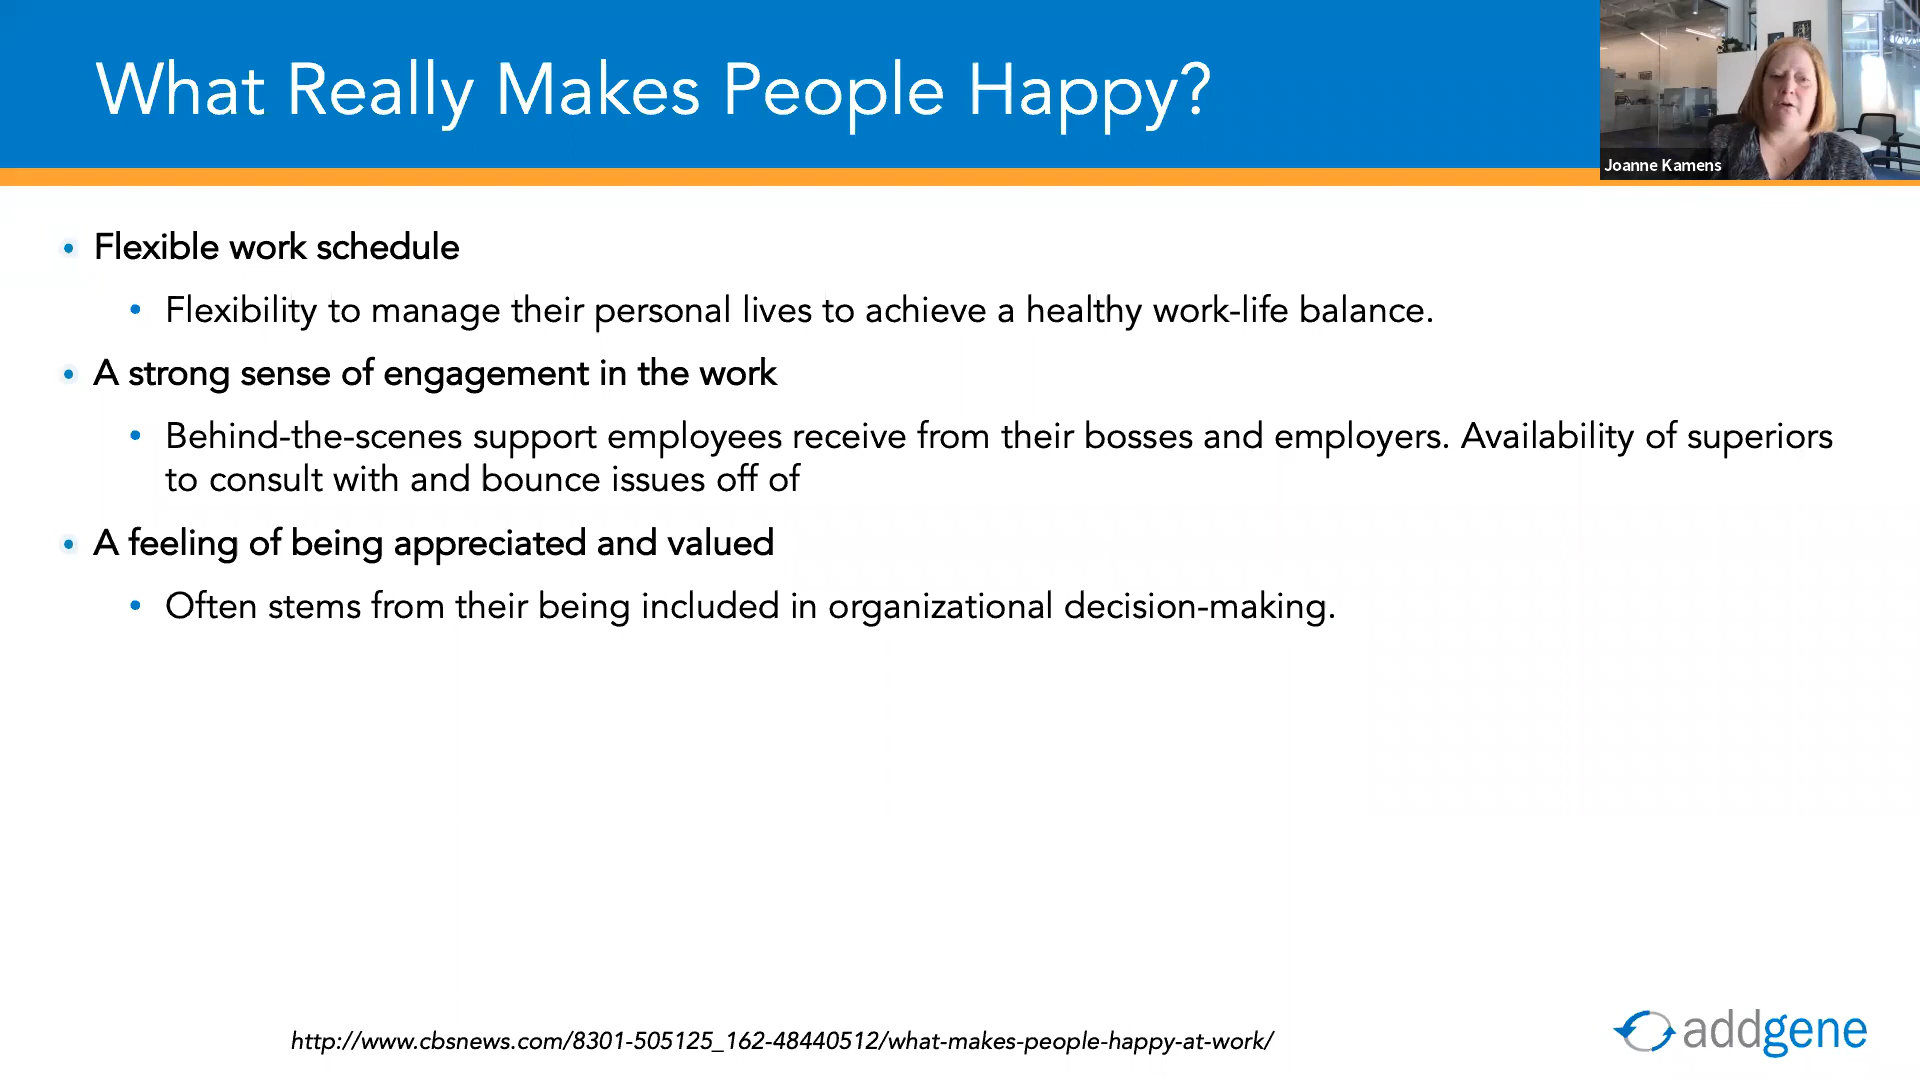 What Really Makes People Happy?
Joanne Kamens
• Flexible work schedule
• Flexibility to manage their personal lives to achieve a healthy work-life balance.
• A strong sense of engagement in the work
• Behind-the-scenes support employees receive from their bosses and employers. Availability of superiors
to consult with and bounce issues off of
• A feeling of being appreciated and valued
• Often stems from their being included in organizational decision-making.
http://www.cbsnews.com/8301-505125_162-48440512/what-makes-people-happy-at-work/
addgene